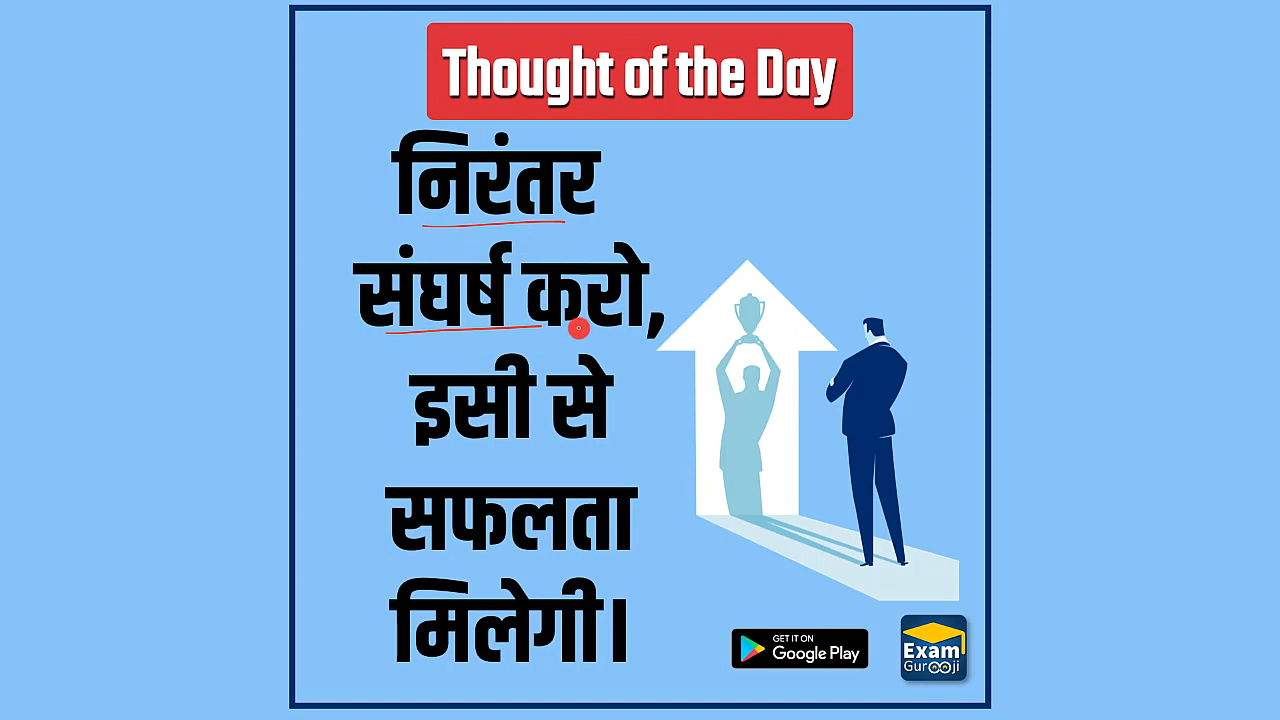 Thought of the Day
निरंतर
संघर्ष करो,
इसी से
सफलता
मिलेगी।
GET IT ON
Google Play
Exam
Gurooji